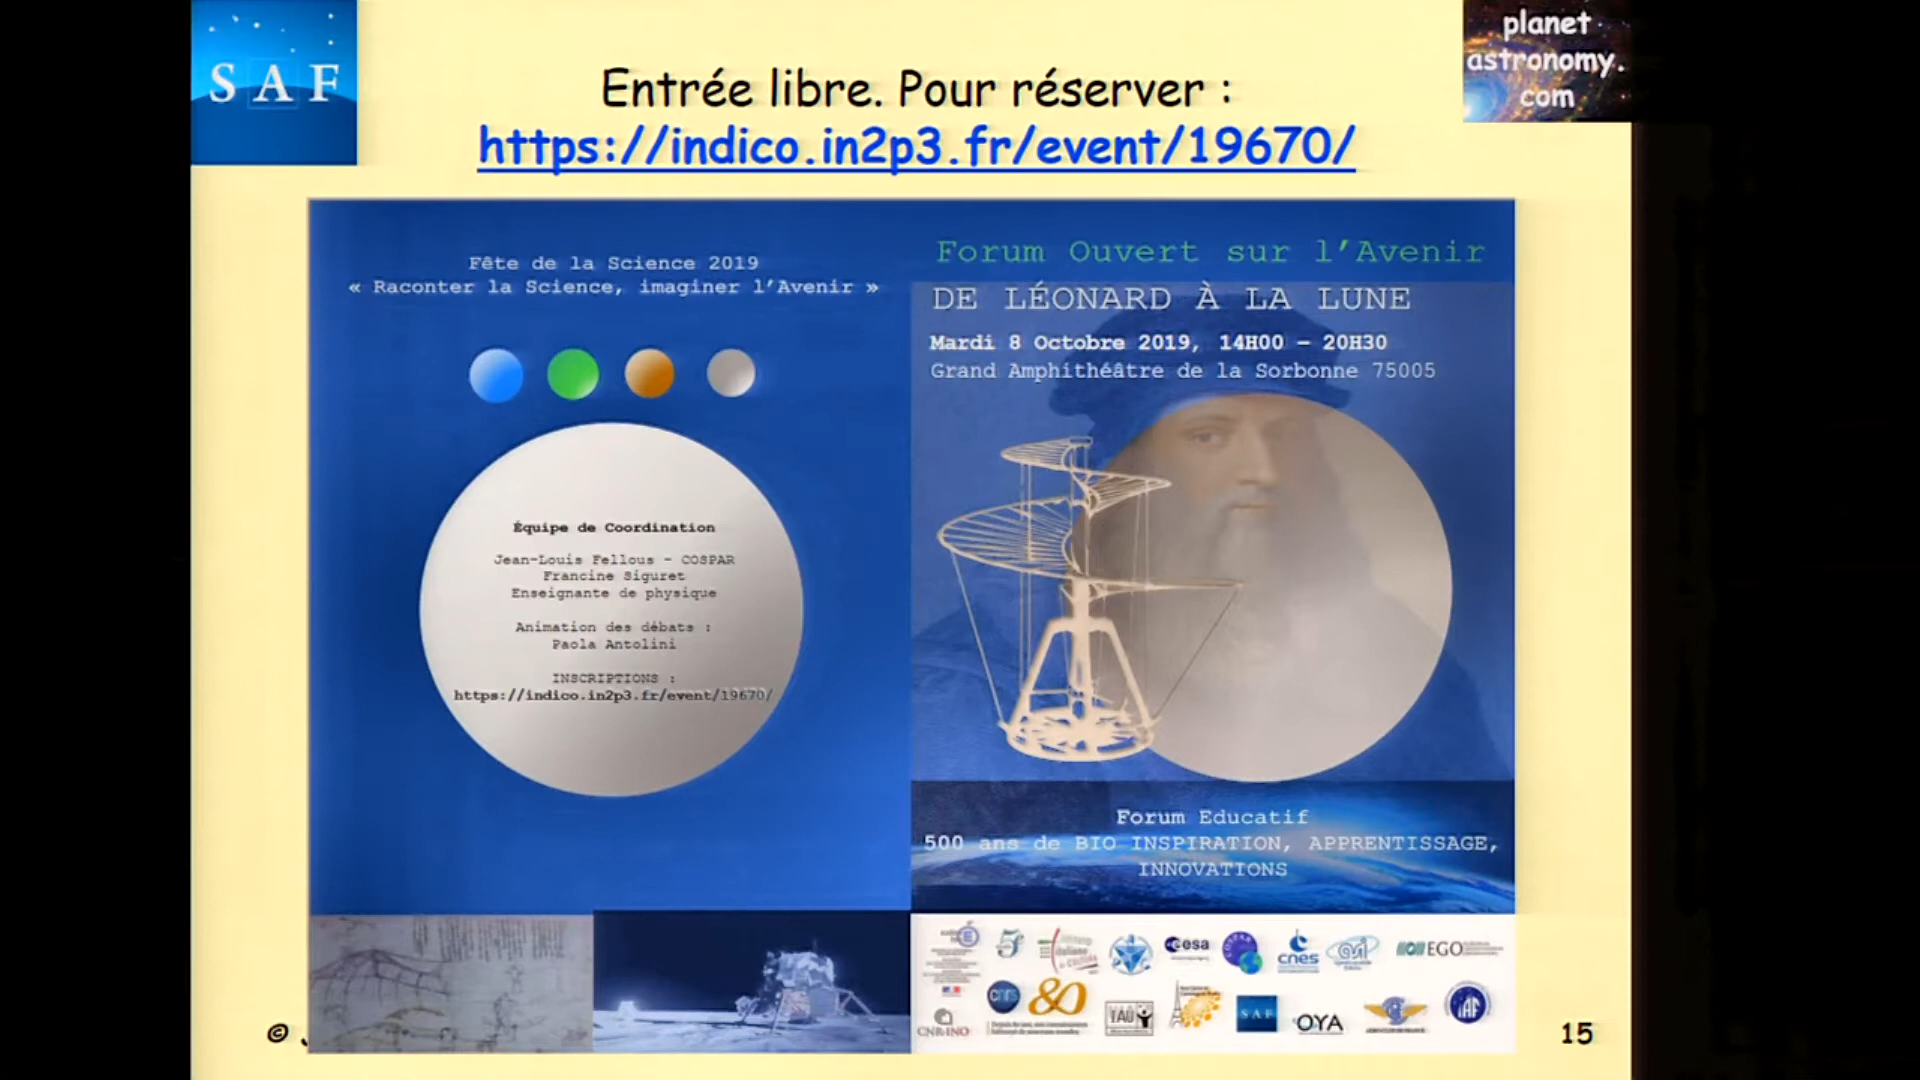 SAF
planet
astronomy.
com
Entrée libre. Pour réserver :
https://indico.in2p3.fr/event/19670/
Fête de la Science 2019
« Raconter la Science, imaginer l'Avenir »
Équipe de Coordination
Jean-Louis Fellous - COSPAR
Francine Siguret
Enseignante de physique
Animation des débats :
Paola Antolini
INSCRIPTIONS :
https://indico.in2p3.fr/event/19670/
Forum Ouvert sur l'Avenir
DE LÉONARD À LA LUNE
Mardi 8 Octobre 2019, 14H00 – 20H30
Grand Amphithéâtre de la Sorbonne 75005
Forum Educatif
500 ans de BIO INSPIRATION, APPRENTISSAGE,
INNOVATIONS
esa
cnes
EGO
cnrs
80
YAO
SAF
OYA
IAF
CNR-INO
©
15